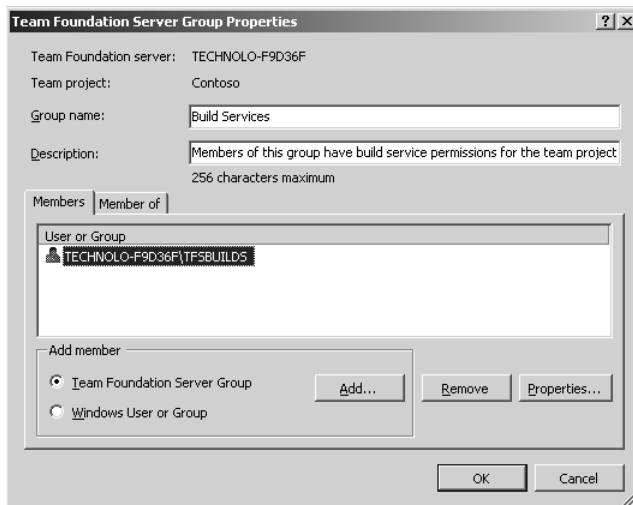 Team Foundation Server Group Properties
Team Foundation server: TECHNOLO-F9D36F
Team project: Contoso
Group name: Build Services
Description: Members of this group have build service permissions for the team project
256 characters maximum
Members Member of
User or Group
TECHNOLO-F9D36F\TFSBUILDS
Add member
Team Foundation Server Group
Windows User or Group
Add... Remove Properties...
OK Cancel